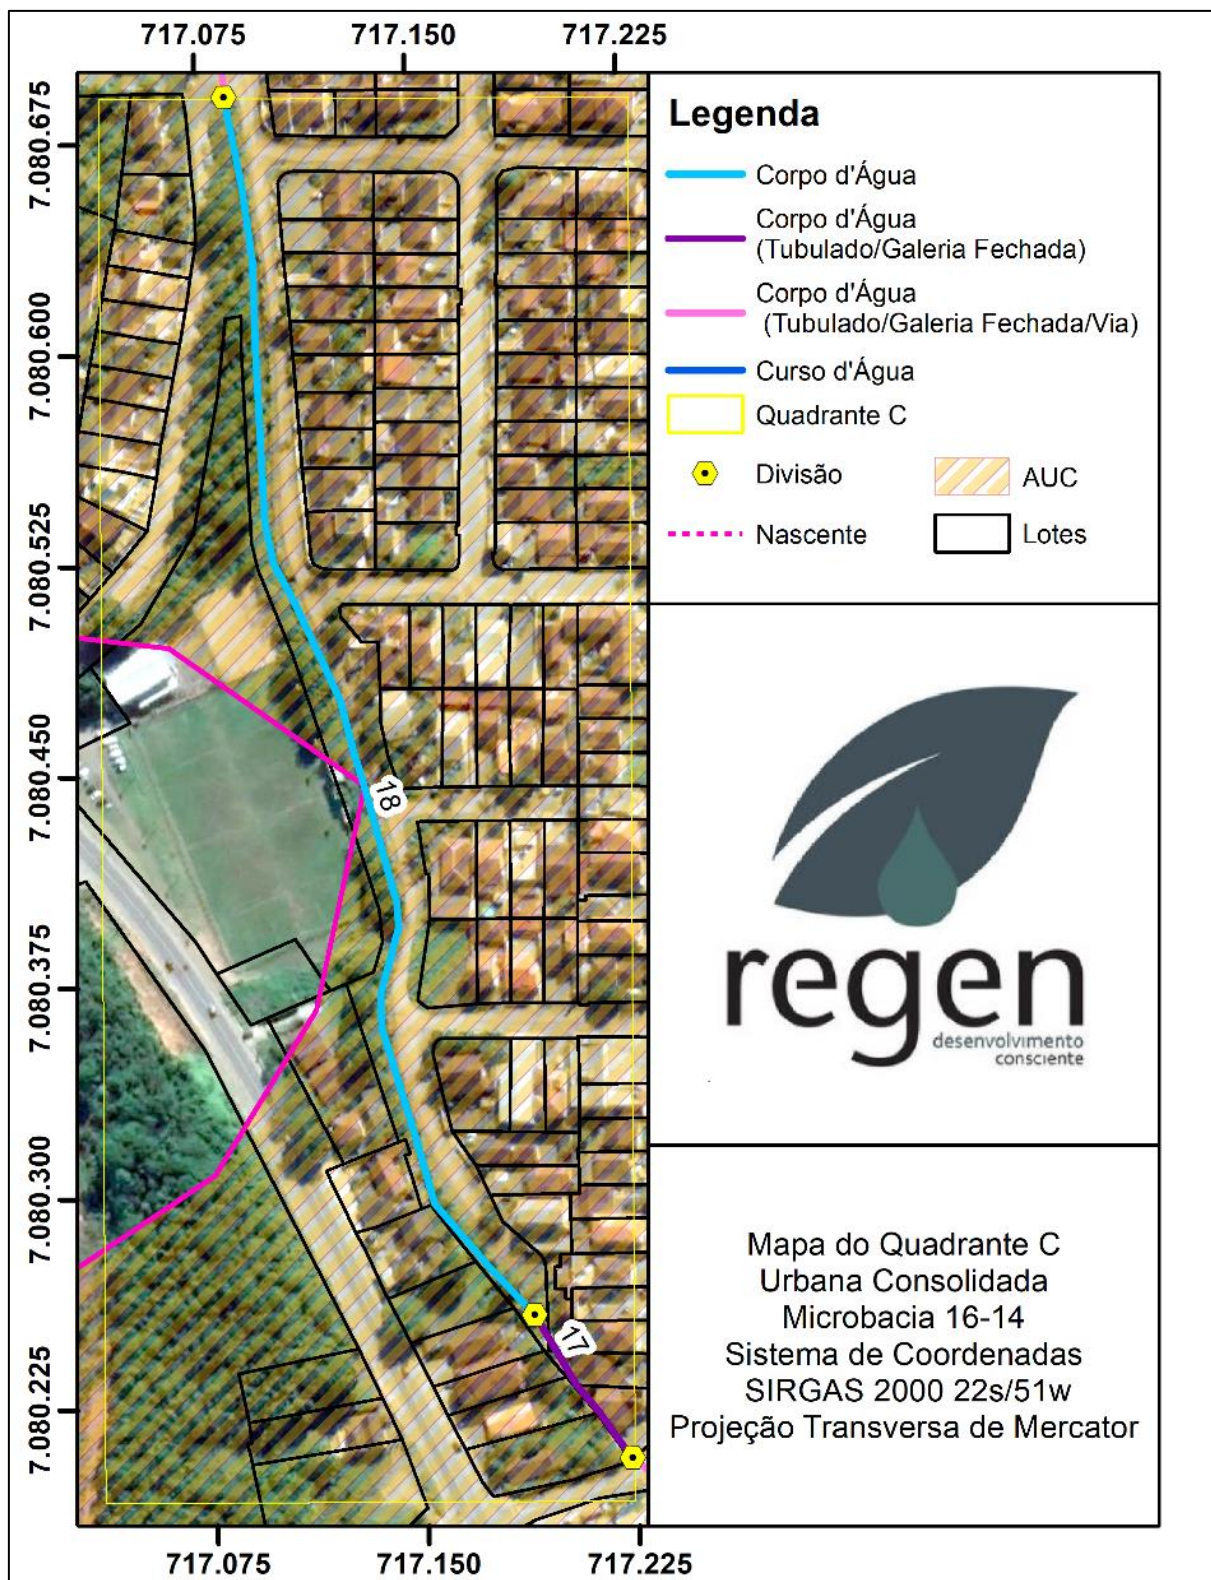 717.075 717.150 717.225
7.080.675
7.080.600
7.080.525
7.080.450
7.080.375
7.080.300
7.080.225
18
17
717.075 717.150 717.225
Legenda
Corpo d'Água
Corpo d'Água
(Tubulado/Galeria Fechada)
Corpo d'Água
(Tubulado/Galeria Fechada/Via)
Curso d'Água
Quadrante C
Divisão
AUC
Nascente
Lotes
regen
desenvolvimento
consciente
Mapa do Quadrante C
Urbana Consolidada
Microbacia 16-14
Sistema de Coordenadas
SIRGAS 2000 22s/51w
Projeção Transversa de Mercator